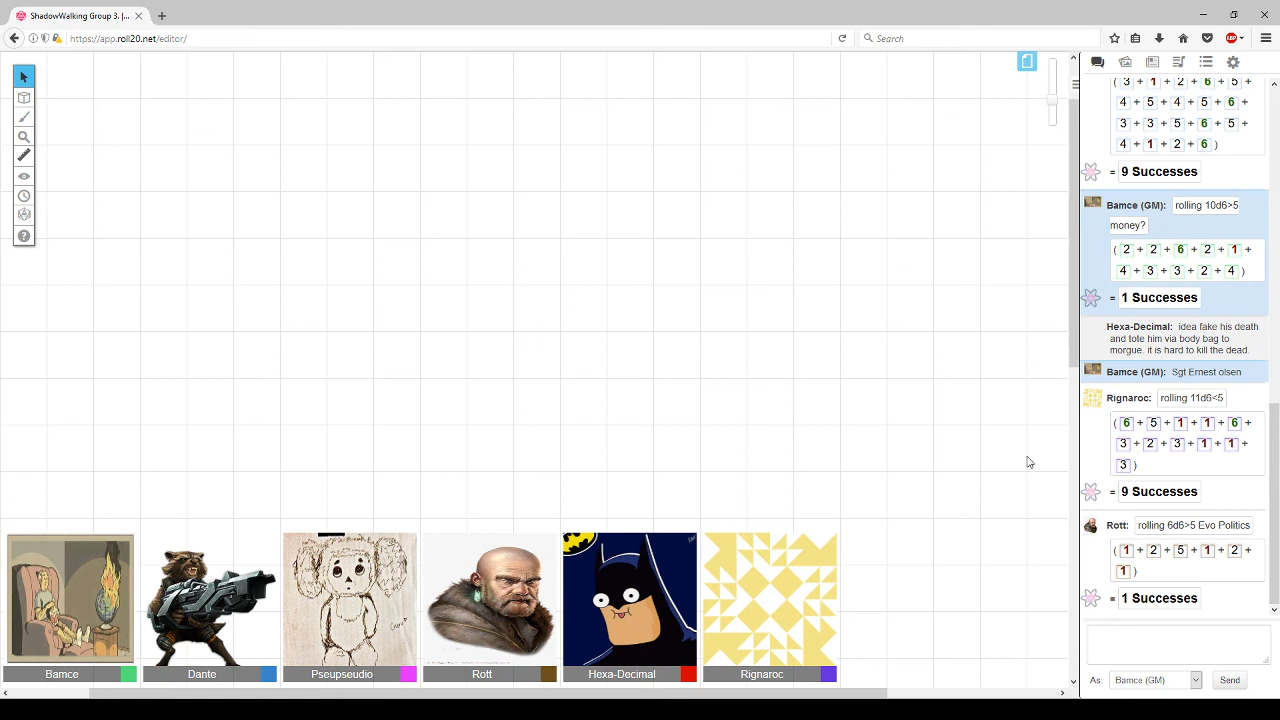 ShadowWalking Group 3. |...
https://app.roll20.net/editor/
Search
ABP
( 3 + 1 + 2 + 6 + 5 +
4 + 5 + 4 + 5 + 6 +
3 + 3 + 5 + 6 + 5 +
4 + 1 + 2 + 6 )
= 9 Successes
Bamce (GM): rolling 10d6>5
money?
( 2 + 2 + 6 + 2 + 1 +
4 + 3 + 3 + 2 + 4 )
= 1 Successes
Hexa-Decimal: idea fake his death
and tote him via body bag to
morgue. it is hard to kill the dead.
Bamce (GM): Sgt Ernest olsen
Rignaroc: rolling 11d6<5
( 6 + 5 + 1 + 1 + 6 +
3 + 2 + 3 + 1 + 1 +
3 )
= 9 Successes
Rott: rolling 6d6>5 Evo Politics
( 1 + 2 + 5 + 1 + 2 +
1 )
= 1 Successes
As: Bamce (GM) Send
Bamce
Dante
Pseupseudio
Rott
Hexa-Decimal
Rignaroc